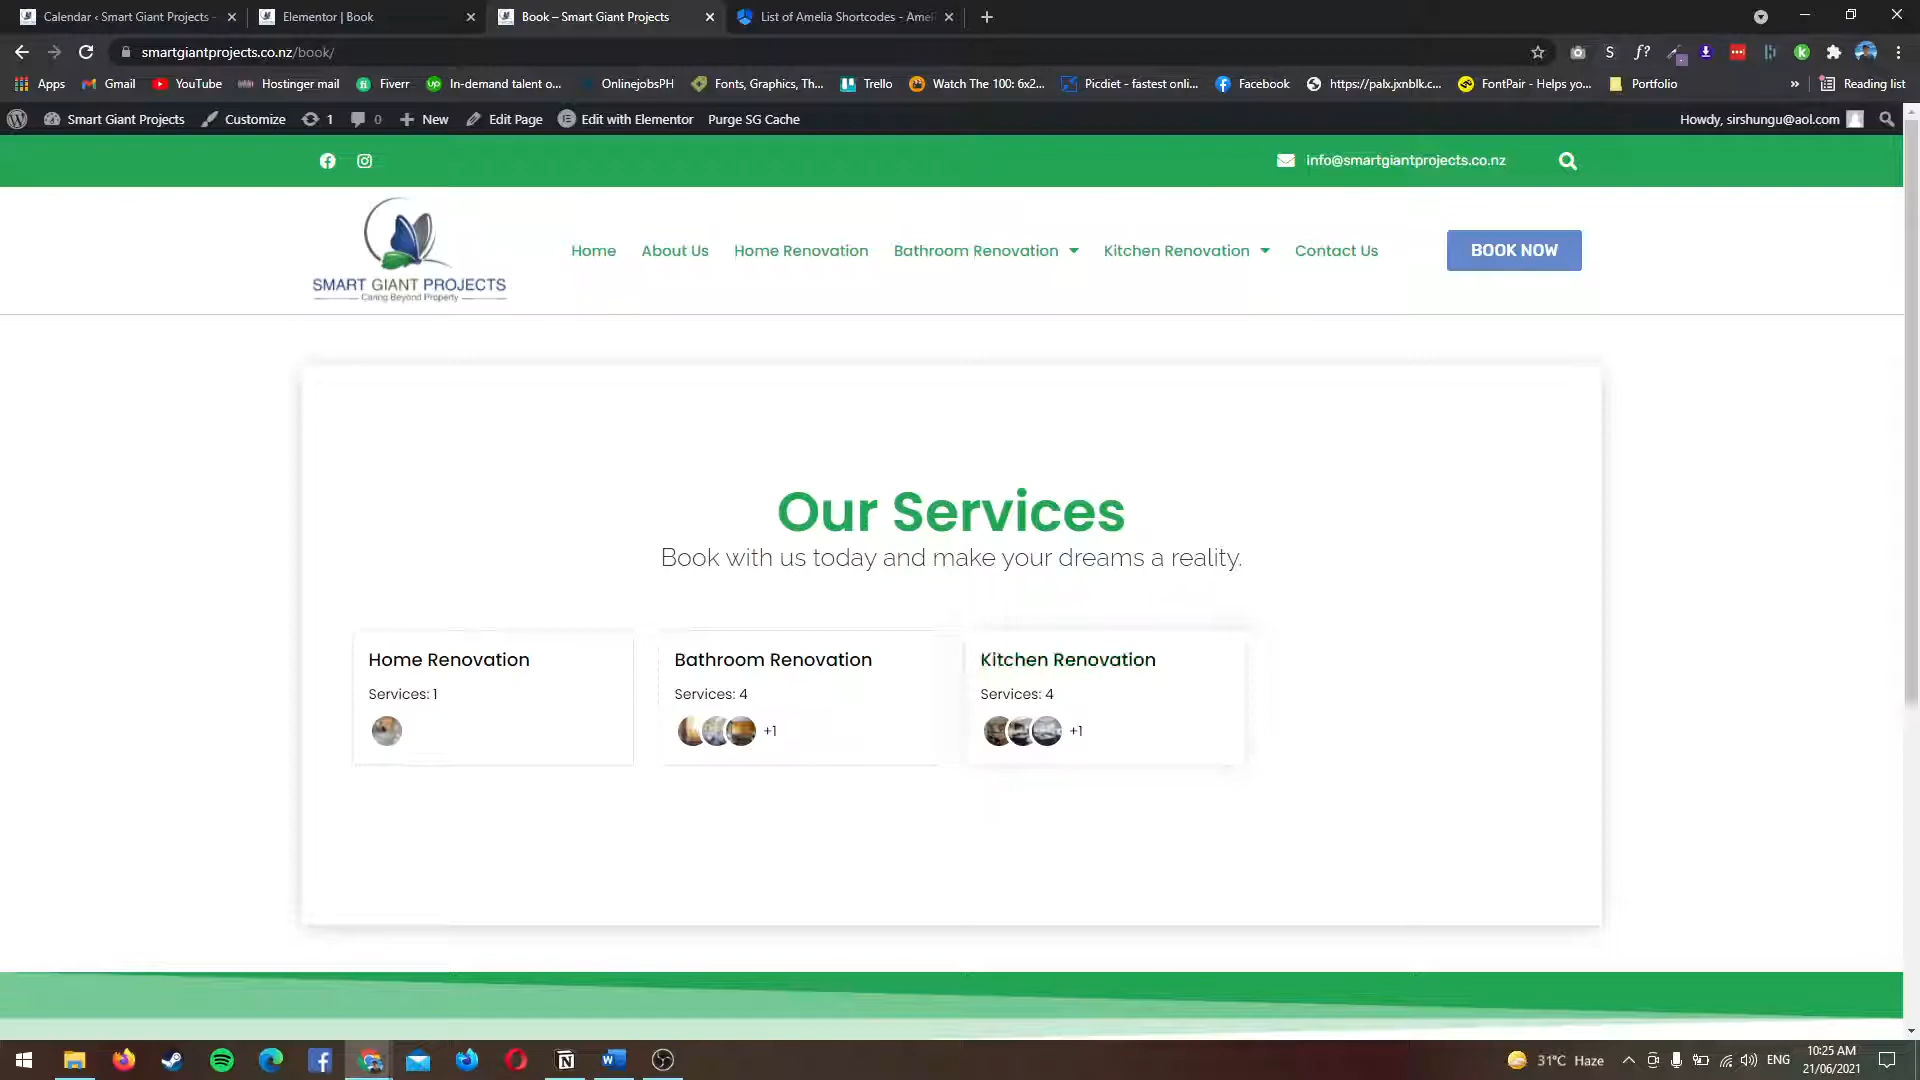 Calendar ‹ Smart Giant Projects -
Elementor | Book
Book – Smart Giant Projects
List of Amelia Shortcodes - Amel
smartgiantprojects.co.nz/book/
Apps
Gmail
YouTube
Hostinger mail
Fiverr
In-demand talent o...
OnlinejobsPH
Fonts, Graphics, Th...
Trello
Watch The 100: 6x2...
Picdiet - fastest onli...
Facebook
https://palx.jxnblk.c...
FontPair - Helps yo...
Portfolio
»
Reading list
Smart Giant Projects
Customize
1
0
New
Edit Page
Edit with Elementor
Purge SG Cache
Howdy, sirshungu@aol.com
info@smartgiantprojects.co.nz
SMART GIANT PROJECTS
Caring Beyond Property
Home
About Us
Home Renovation
Bathroom Renovation
Kitchen Renovation
Contact Us
BOOK NOW
Our Services
Book with us today and make your dreams a reality.
Home Renovation
Services: 1
Bathroom Renovation
Services: 4
+1
Kitchen Renovation
Services: 4
+1
31°C Haze
ENG
10:25 AM
21/06/2021